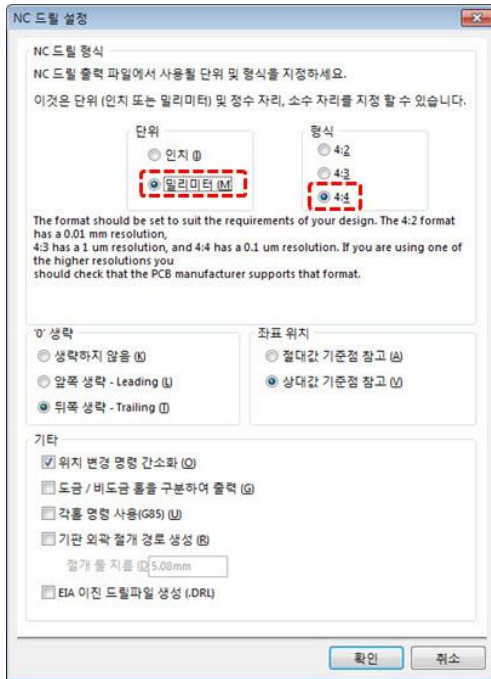 NC 드릴 설정
NC 드릴 형식
NC 드릴 출력 파일에서 사용될 단위 및 형식을 지정하세요.
이것은 단위 (인치 또는 밀리미터) 및 정수 자리, 소수 자리를 지정 할 수 있습니다.
단위
인치 (I)
밀리미터 (M
형식
4:2
4:3
4:4
The format should be set to suit the requirements of your design. The 4:2 format
has a 0.01 mm resolution,
4:3 has a 1 um resolution, and 4:4 has a 0.1 um resolution. If you are using one of
the higher resolutions you
should check that the PCB manufacturer supports that format.
'0' 생략
생략하지 않음 (K)
앞쪽 생략 - Leading (L)
뒤쪽 생략 - Trailing (T)
좌표 위치
절대값 기준점 참고 (A)
상대값 기준점 참고 (V)
기타
위치 변경 명령 간소화 (O)
도금 / 비도금 홀을 구분하여 출력 (G)
각홀 명령 사용(G85) (U)
기판 외곽 절개 경로 생성 (R)
절개 툴 지름 (D 5.08mm
EIA 이진 드릴파일 생성 (.DRL)
확인
취소